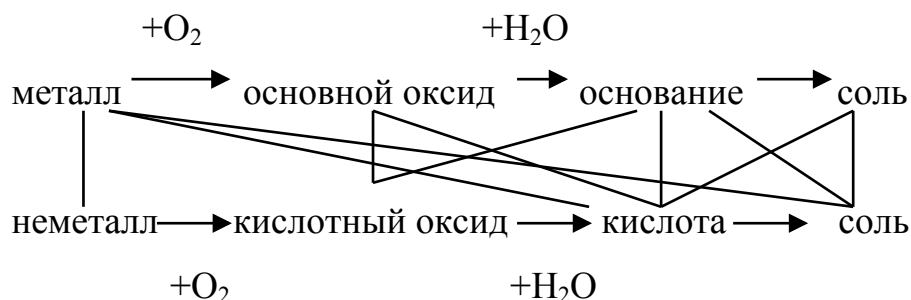 +O₂ +H₂O
металл основной оксид основание соль
неметалл кислотный оксид кислота соль
+O₂ +H₂O